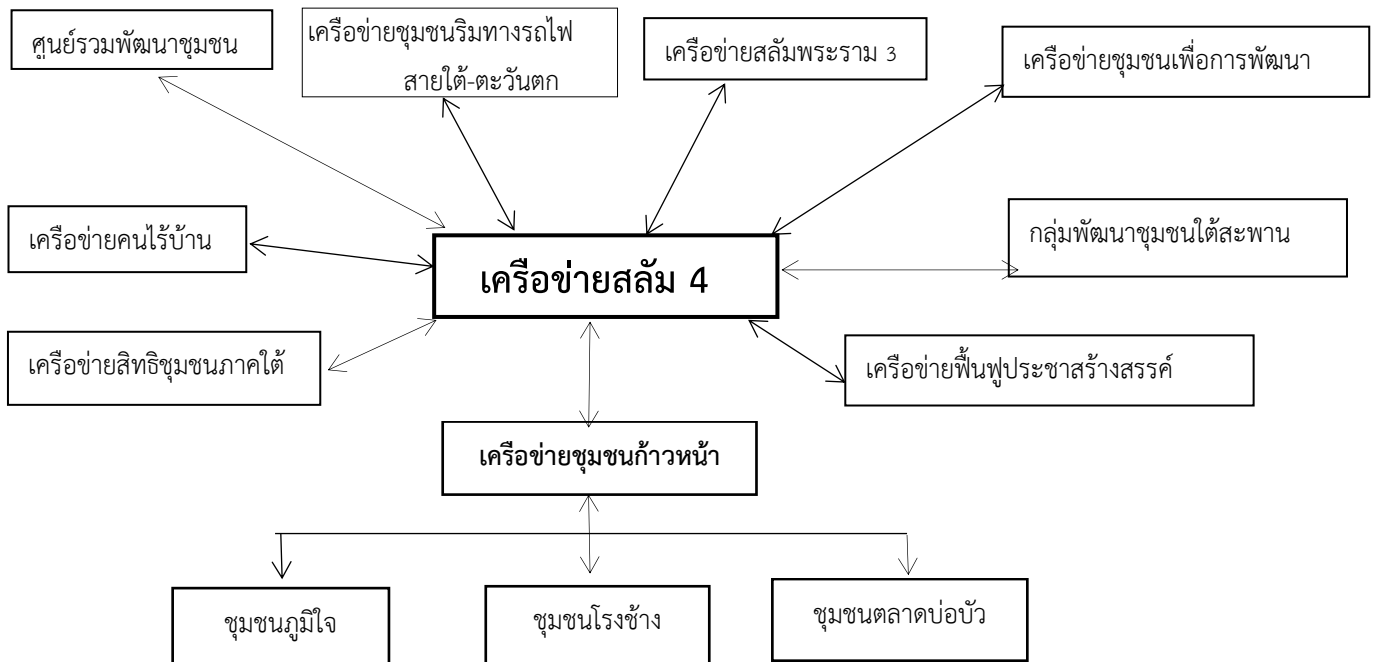 ศูนย์รวมพัฒนาชุมชน
เครือข่ายชุมชนริมทางรถไฟ
สายใต้-ตะวันตก
เครือข่ายสลัมพระราม 3
เครือข่ายชุมชนเพื่อการพัฒนา
เครือข่ายคนไร้บ้าน
กลุ่มพัฒนาชุมชนใต้สะพาน
เครือข่ายสลัม 4
เครือข่ายสิทธิชุมชนภาคใต้
เครือข่ายฟื้นฟูประชาสร้างสรรค์
เครือข่ายชุมชนก้าวหน้า
ชุมชนภูมิใจ
ชุมชนโรงช้าง
ชุมชนตลาดบ่อบัว